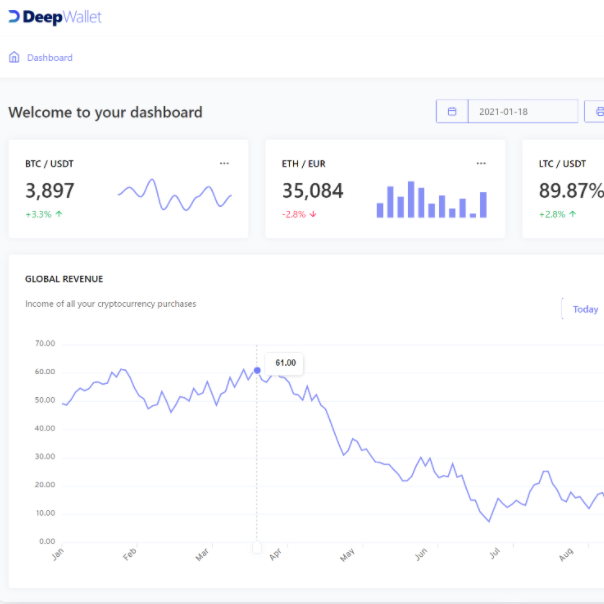 DeepWallet
Dashboard
Welcome to your dashboard
2021-01-18
BTC / USDT
3,897
+3.3%
ETH / EUR
35,084
-2.8%
LTC / USDT
89.87%
+2.8%
GLOBAL REVENUE
Income of all your cryptocurrency purchases
Today
70.00
61.00
60.00
50.00
40.00
30.00
20.00
10.00
0.00
Jan
Feb
Mar
Apr
May
Jun
Jul
Aug